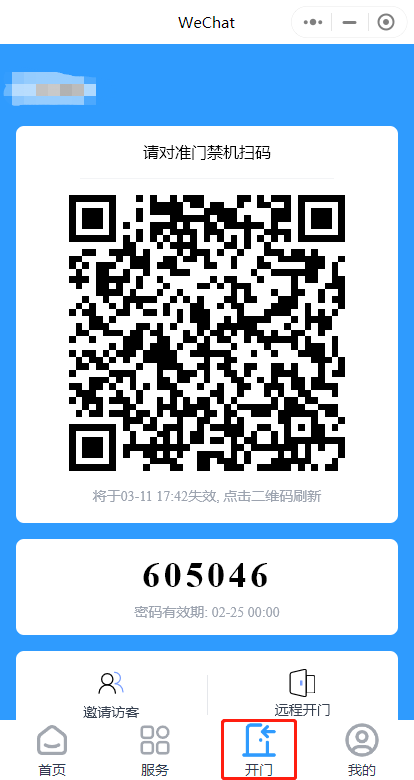 WeChat
请对准门禁机扫码
将于03-11 17:42失效, 点击二维码刷新
605046
密码有效期: 02-25 00:00
邀请访客
远程开门
首页
服务
开门
我的